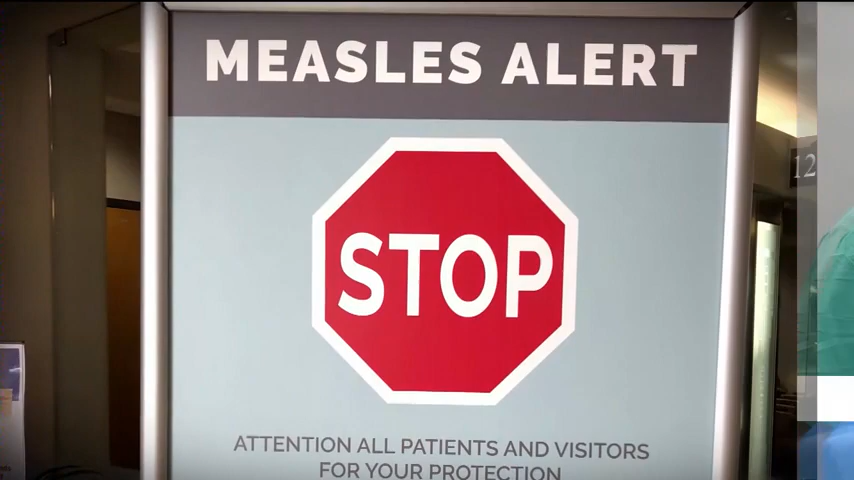 MEASLES ALERT
STOP
ATTENTION ALL PATIENTS AND VISITORS
FOR YOUR PROTECTION
12